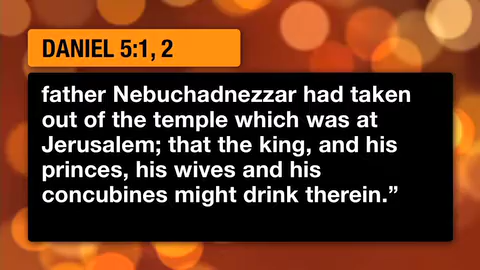 DANIEL 5:1, 2
father Nebuchadnezzar had taken
out of the temple which was at
Jerusalem; that the king, and his
princes, his wives and his
concubines might drink therein.”